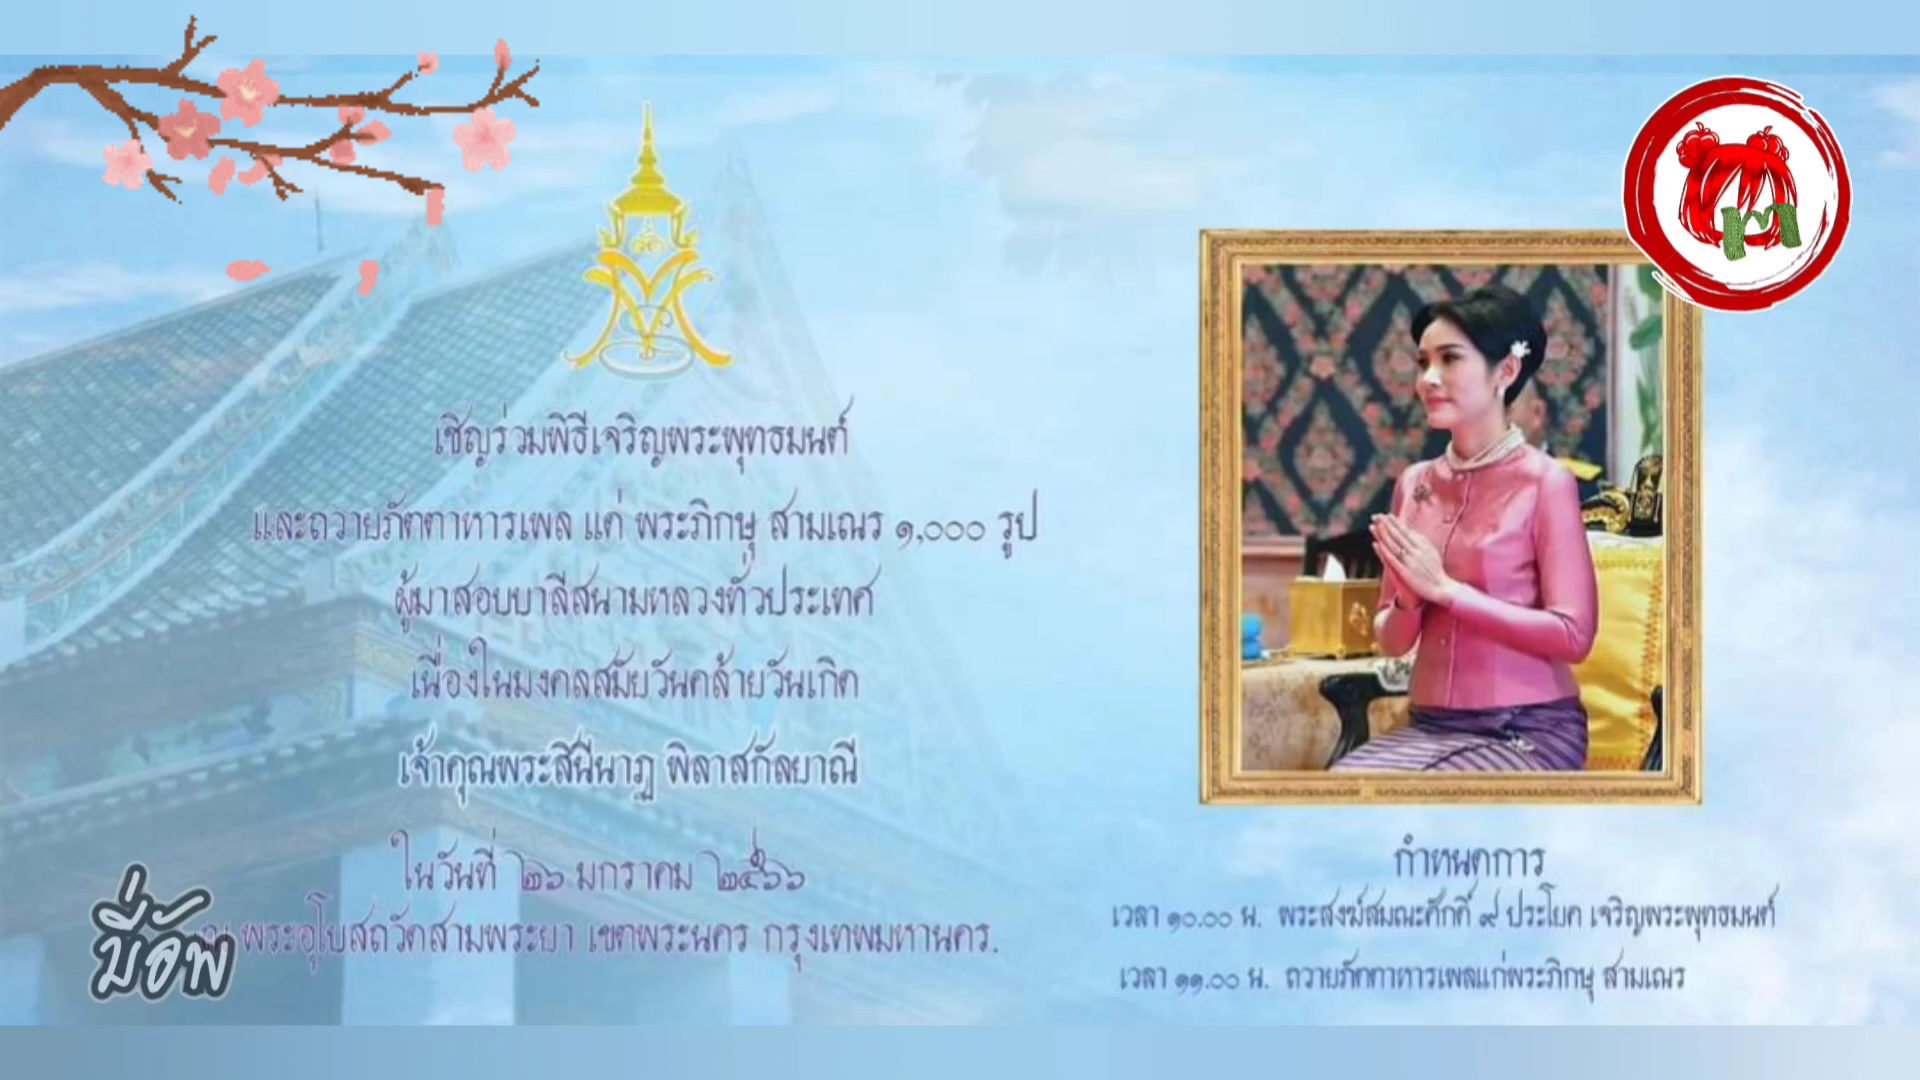 เชิญร่วมพิธีเจริญพระพุทธมนต์
และถวายภัตตาหารเพล แด่ พระภิกษุ สามเณร ๑,๐๐๐ รูป
ผู้มาสอบบาลีสนามหลวงทั่วประเทศ
เนื่องในมงคลสมัยวันคล้ายวันเกิด
เจ้าคุณพระสินีนาฏ พิลาสกัลยาณี
ในวันที่ ๒๖ มกราคม ๒๕๖๖
ณ พระอุโบสถวัดสามพระยา เขตพระนคร กรุงเทพมหานคร.
กำหนดการ
เวลา ๑๐.๐๐ น. พระสงฆ์สมณะศักดิ์ ๙ ประโยค เจริญพระพุทธมนต์
เวลา ๑๑.๐๐ น. ถวายภัตตาหารเพลแก่พระภิกษุ สามเณร
บี๋อัพ